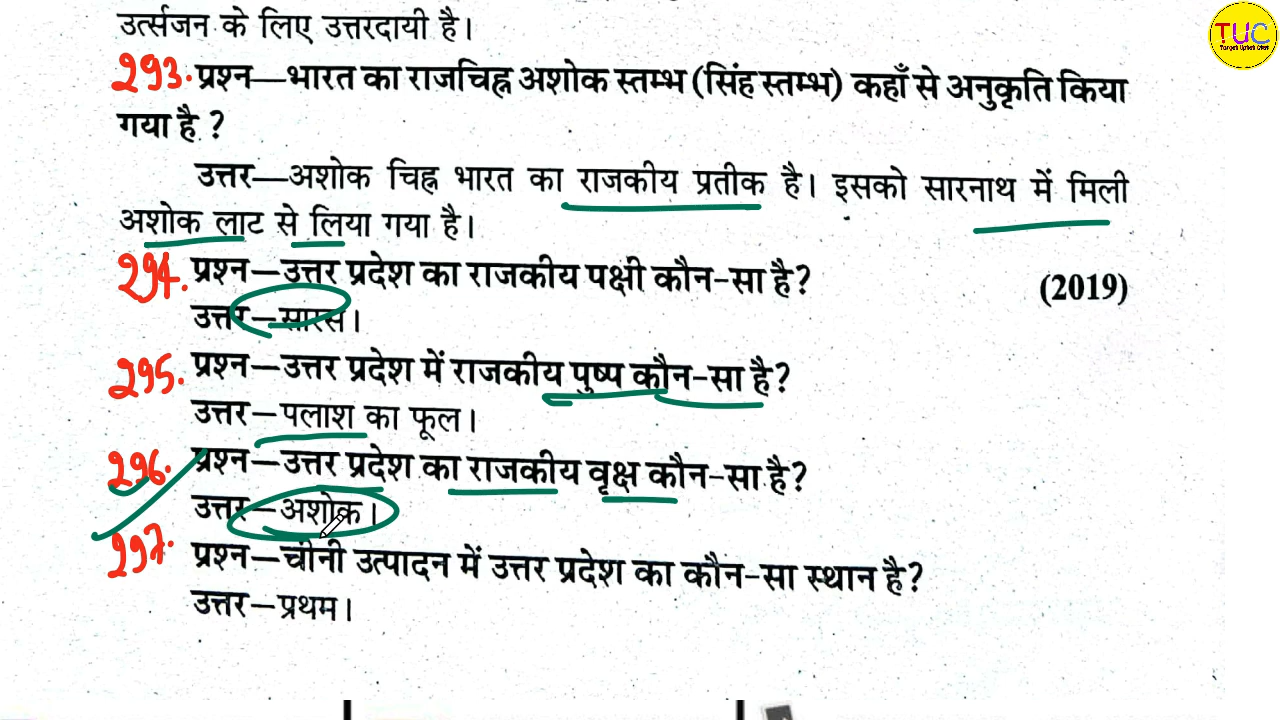 उर्त्सजन के लिए उत्तरदायी है।
TUC
293. प्रश्न—भारत का राजचिह्न अशोक स्तम्भ (सिंह स्तम्भ) कहाँ से अनुकृति किया
गया है ?
उत्तर—अशोक चिह्न भारत का राजकीय प्रतीक है। इसको सारनाथ में मिली
अशोक लाट से लिया गया है।
294. प्रश्न–उत्तर प्रदेश का राजकीय पक्षी कौन-सा है? (2019)
उत्तर–सारस।
295. प्रश्न–उत्तर प्रदेश में राजकीय पुष्प कौन-सा है?
उत्तर–पलाश का फूल।
296. प्रश्न–उत्तर प्रदेश का राजकीय वृक्ष कौन-सा है?
उत्तर–अशोक।
297. प्रश्न–चीनी उत्पादन में उत्तर प्रदेश का कौन-सा स्थान है?
उत्तर–प्रथम।